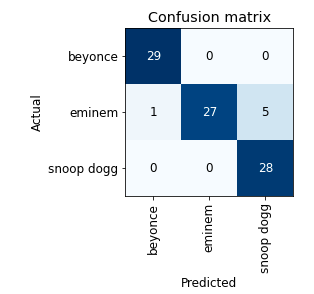 Confusion matrix
Actual
beyonce 29 0 0
eminem 1 27 5
snoop dogg 0 0 28
beyonce
eminem
snoop dogg
Predicted